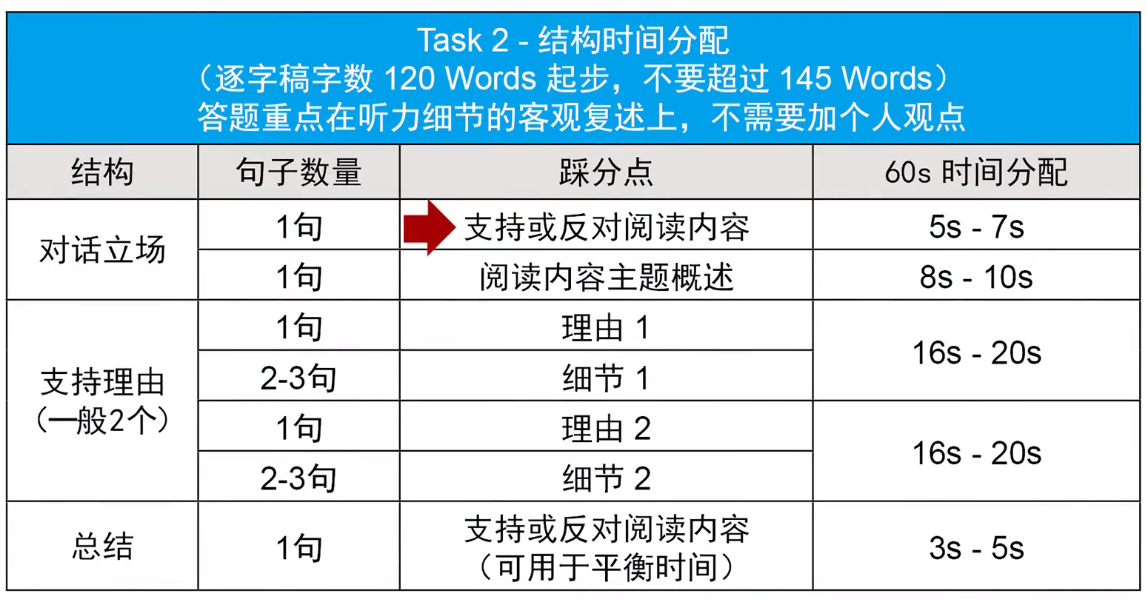 Task 2 - 结构时间分配
（逐字稿字数 120 Words 起步，不要超过 145 Words）
答题重点在听力细节的客观复述上，不需要加个人观点
结构 句子数量 踩分点 60s 时间分配
对话立场 1句 支持或反对阅读内容 5s - 7s
1句 阅读内容主题概述 8s - 10s
支持理由
（一般2个）
1句 理由 1 16s - 20s
2-3句 细节 1
1句 理由 2 16s - 20s
2-3句 细节 2
总结 1句 支持或反对阅读内容
（可用于平衡时间） 3s - 5s